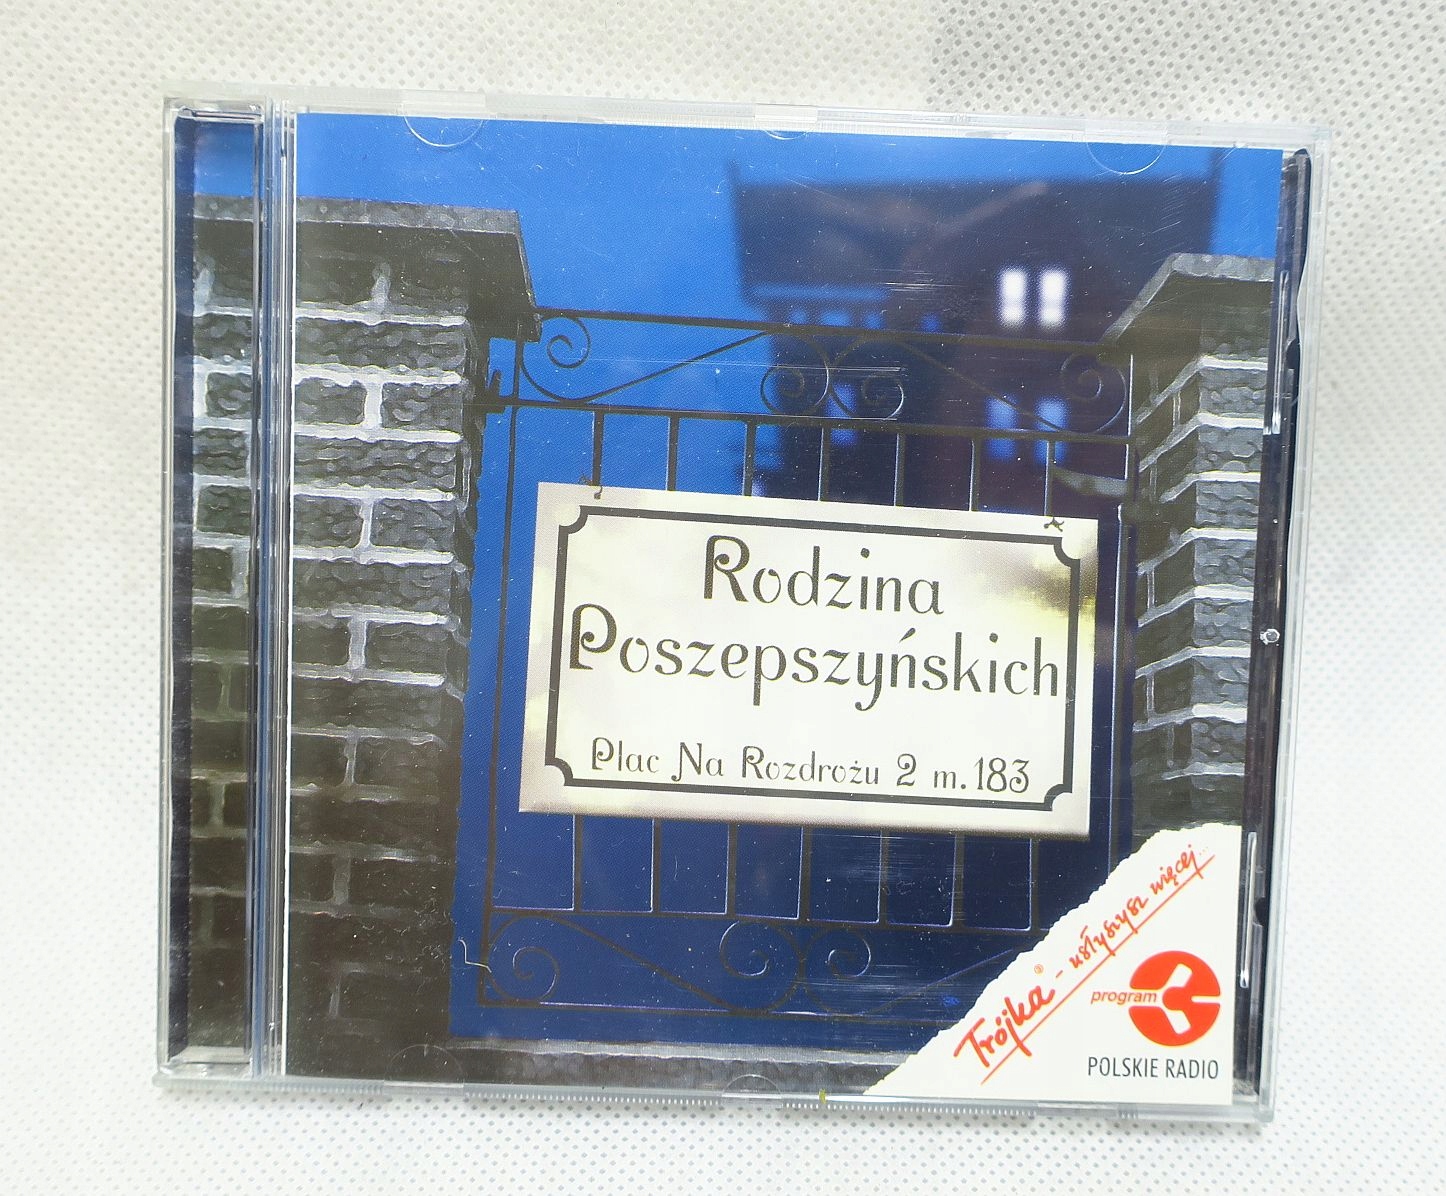 Rodzina
Poszepszyńskich
Plac Na Rozdrożu 2 m. 183
Trójka® - usłyszysz więcej...
program
POLSKIE RADIO